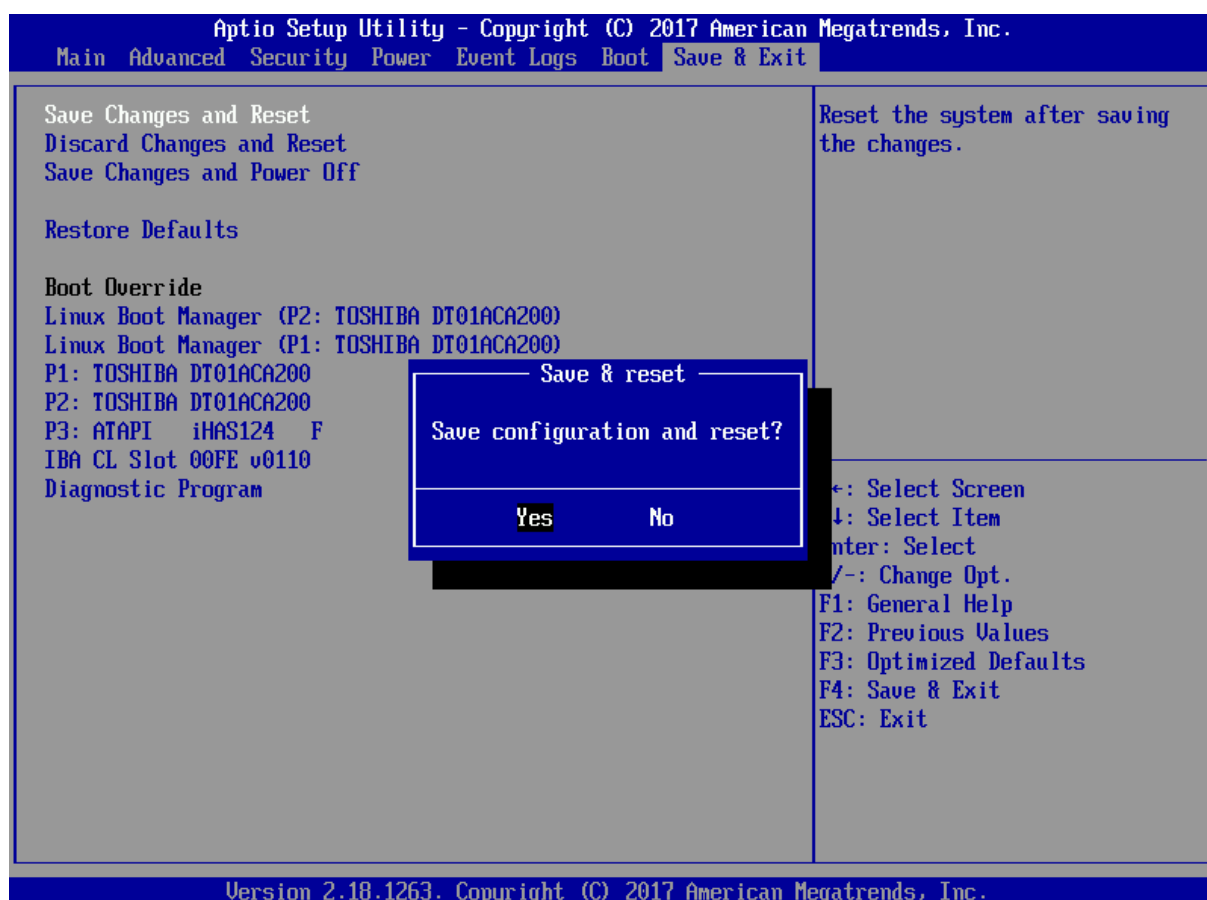 Aptio Setup Utility - Copyright (C) 2017 American Megatrends, Inc.
Main Advanced Security Power Event Logs Boot Save & Exit
Save Changes and Reset
Discard Changes and Reset
Save Changes and Power Off
Restore Defaults
Boot Override
Linux Boot Manager (P2: TOSHIBA DT01ACA200)
Linux Boot Manager (P1: TOSHIBA DT01ACA200)
P1: TOSHIBA DT01ACA200
P2: TOSHIBA DT01ACA200
P3: ATAPI iHAS124 F
IBA CL Slot 00FE v0110
Diagnostic Program
Save & reset
Save configuration and reset?
Yes No
Reset the system after saving
the changes.
←: Select Screen
↓: Select Item
nter: Select
/-: Change Opt.
F1: General Help
F2: Previous Values
F3: Optimized Defaults
F4: Save & Exit
ESC: Exit
Version 2.18.1263. Copyright (C) 2017 American Megatrends, Inc.